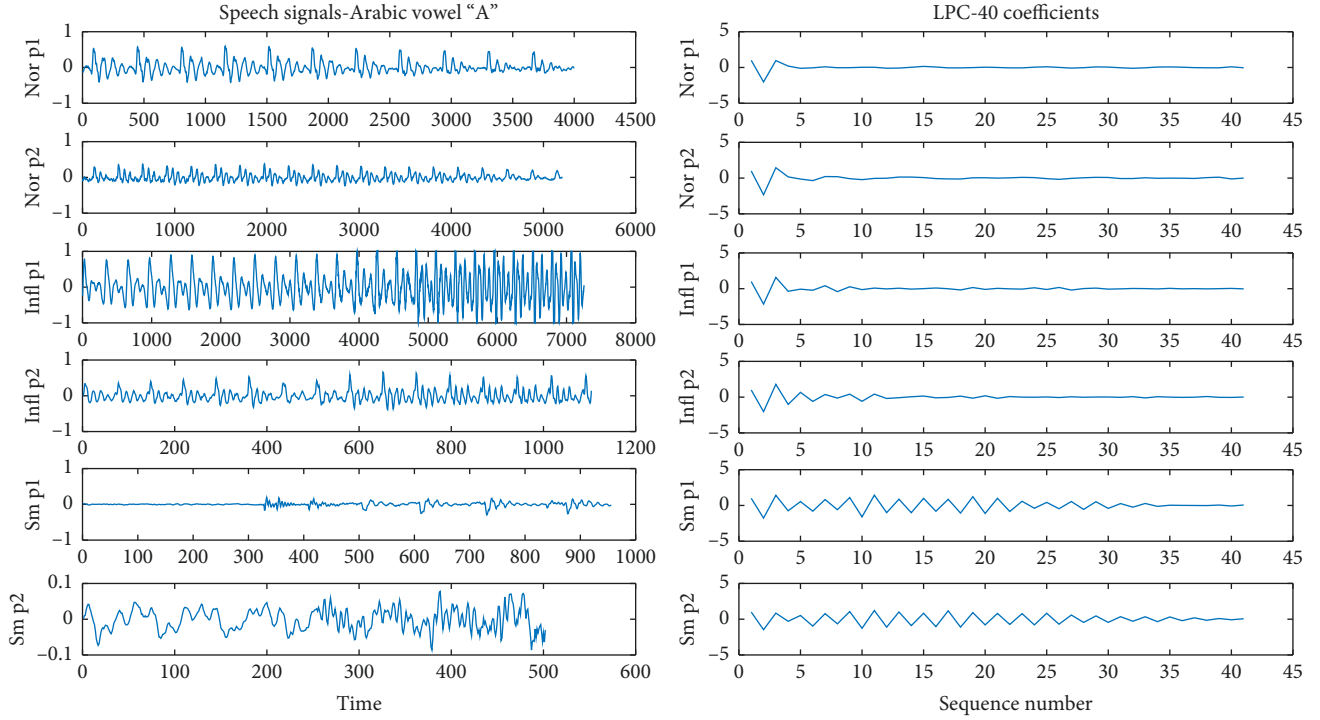 Speech signals-Arabic vowel “A”
Nor p1
1
0
–1
0 500 1000 1500 2000 2500 3000 3500 4000 4500
Nor p2
1
0
–1
0 1000 2000 3000 4000 5000 6000
Infl p1
1
0
–1
0 1000 2000 3000 4000 5000 6000 7000 8000
Infl p2
1
0
–1
0 200 400 600 800 1000 1200
Sm p1
1
0
–1
0 100 200 300 400 500 600 700 800 900 1000
Sm p2
0.1
0
–0.1
0 100 200 300 400 500 600
Time
LPC-40 coefficients
Nor p1
5
0
–5
0 5 10 15 20 25 30 35 40 45
Nor p2
5
0
–5
0 5 10 15 20 25 30 35 40 45
Infl p1
5
0
–5
0 5 10 15 20 25 30 35 40 45
Infl p2
5
0
–5
0 5 10 15 20 25 30 35 40 45
Sm p1
5
0
–5
0 5 10 15 20 25 30 35 40 45
Sm p2
5
0
–5
0 5 10 15 20 25 30 35 40 45
Sequence number